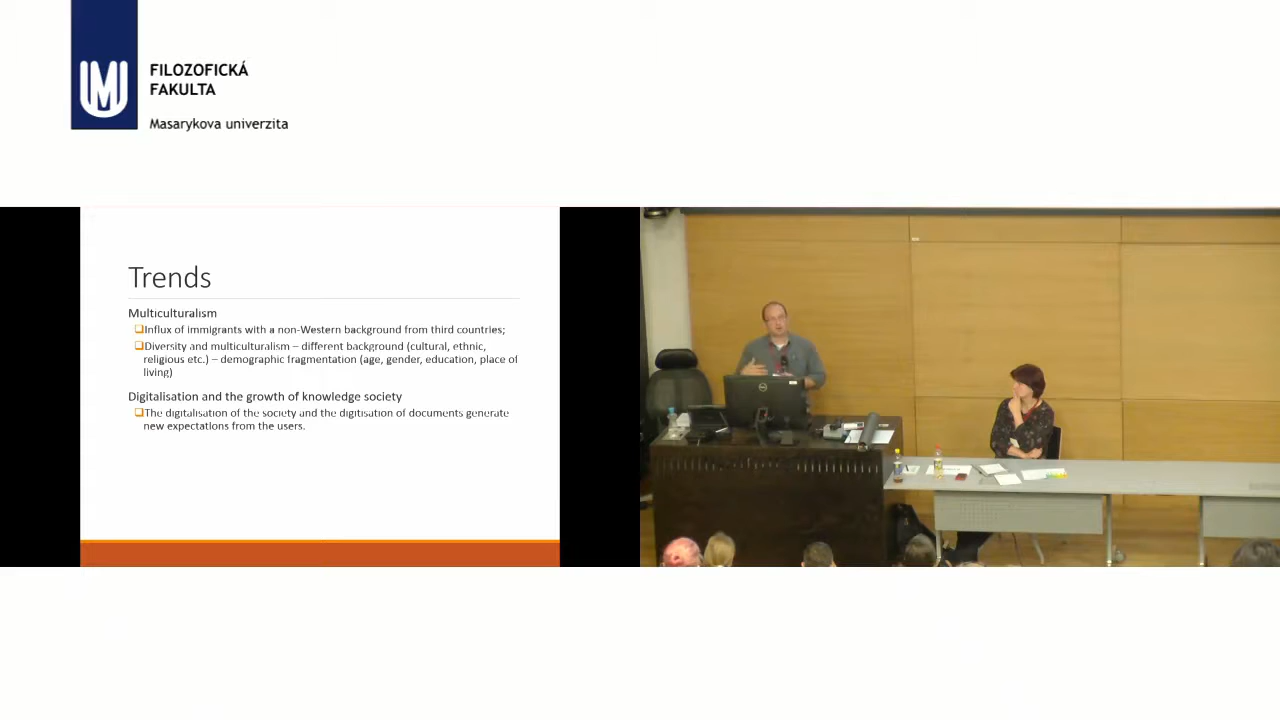 FILOZOFICKÁ
FAKULTA
Masarykova univerzita
Trends
Multiculturalism
❑Influx of immigrants with a non-Western background from third countries;
❑Diversity and multiculturalism – different background (cultural, ethnic,
religious etc.) – demographic fragmentation (age, gender, education, place of
living)
Digitalisation and the growth of knowledge society
❑The digitalisation of the society and the digitisation of documents generate
new expectations from the users.
DELL